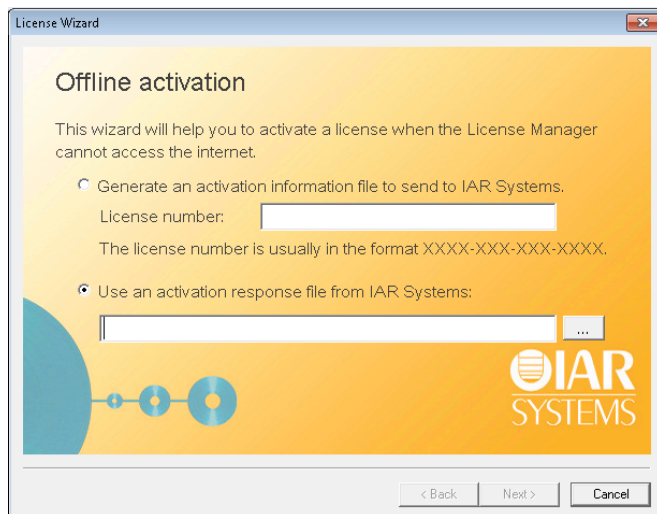 License Wizard
Offline activation
This wizard will help you to activate a license when the License Manager
cannot access the internet.
Generate an activation information file to send to IAR Systems.
License number:
The license number is usually in the format XXXX-XXX-XXX-XXXX.
Use an activation response file from IAR Systems:
...
IAR
SYSTEMS
< Back
Next >
Cancel